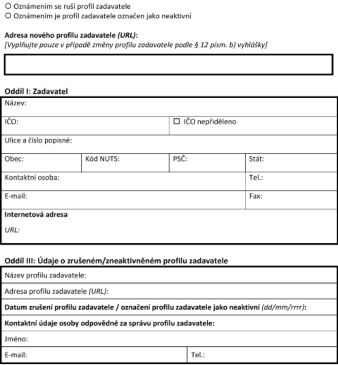 Oznámením se ruší profil zadavatele
Oznámením je profil zadavatele označen jako neaktivní
Adresa nového profilu zadavatele (URL):
[Vyplňujte pouze v případě změny profilu zadavatele podle § 12 písm. b) vyhlášky]
Oddíl I: Zadavatel
Název:
IČO: IČO nepřiděleno
Ulice a číslo popisné:
Obec: Kód NUTS: PSČ: Stát:
Kontaktní osoba: Tel.:
E-mail: Fax:
Internetová adresa
URL:
Oddíl III: Údaje o zrušeném/zneaktivněném profilu zadavatele
Název profilu zadavatele:
Adresa profilu zadavatele (URL):
Datum zrušení profilu zadavatele / označení profilu zadavatele jako neaktivní (dd/mm/rrrr):
Kontaktní údaje osoby odpovědné za správu profilu zadavatele:
Jméno:
E-mail: Tel.: